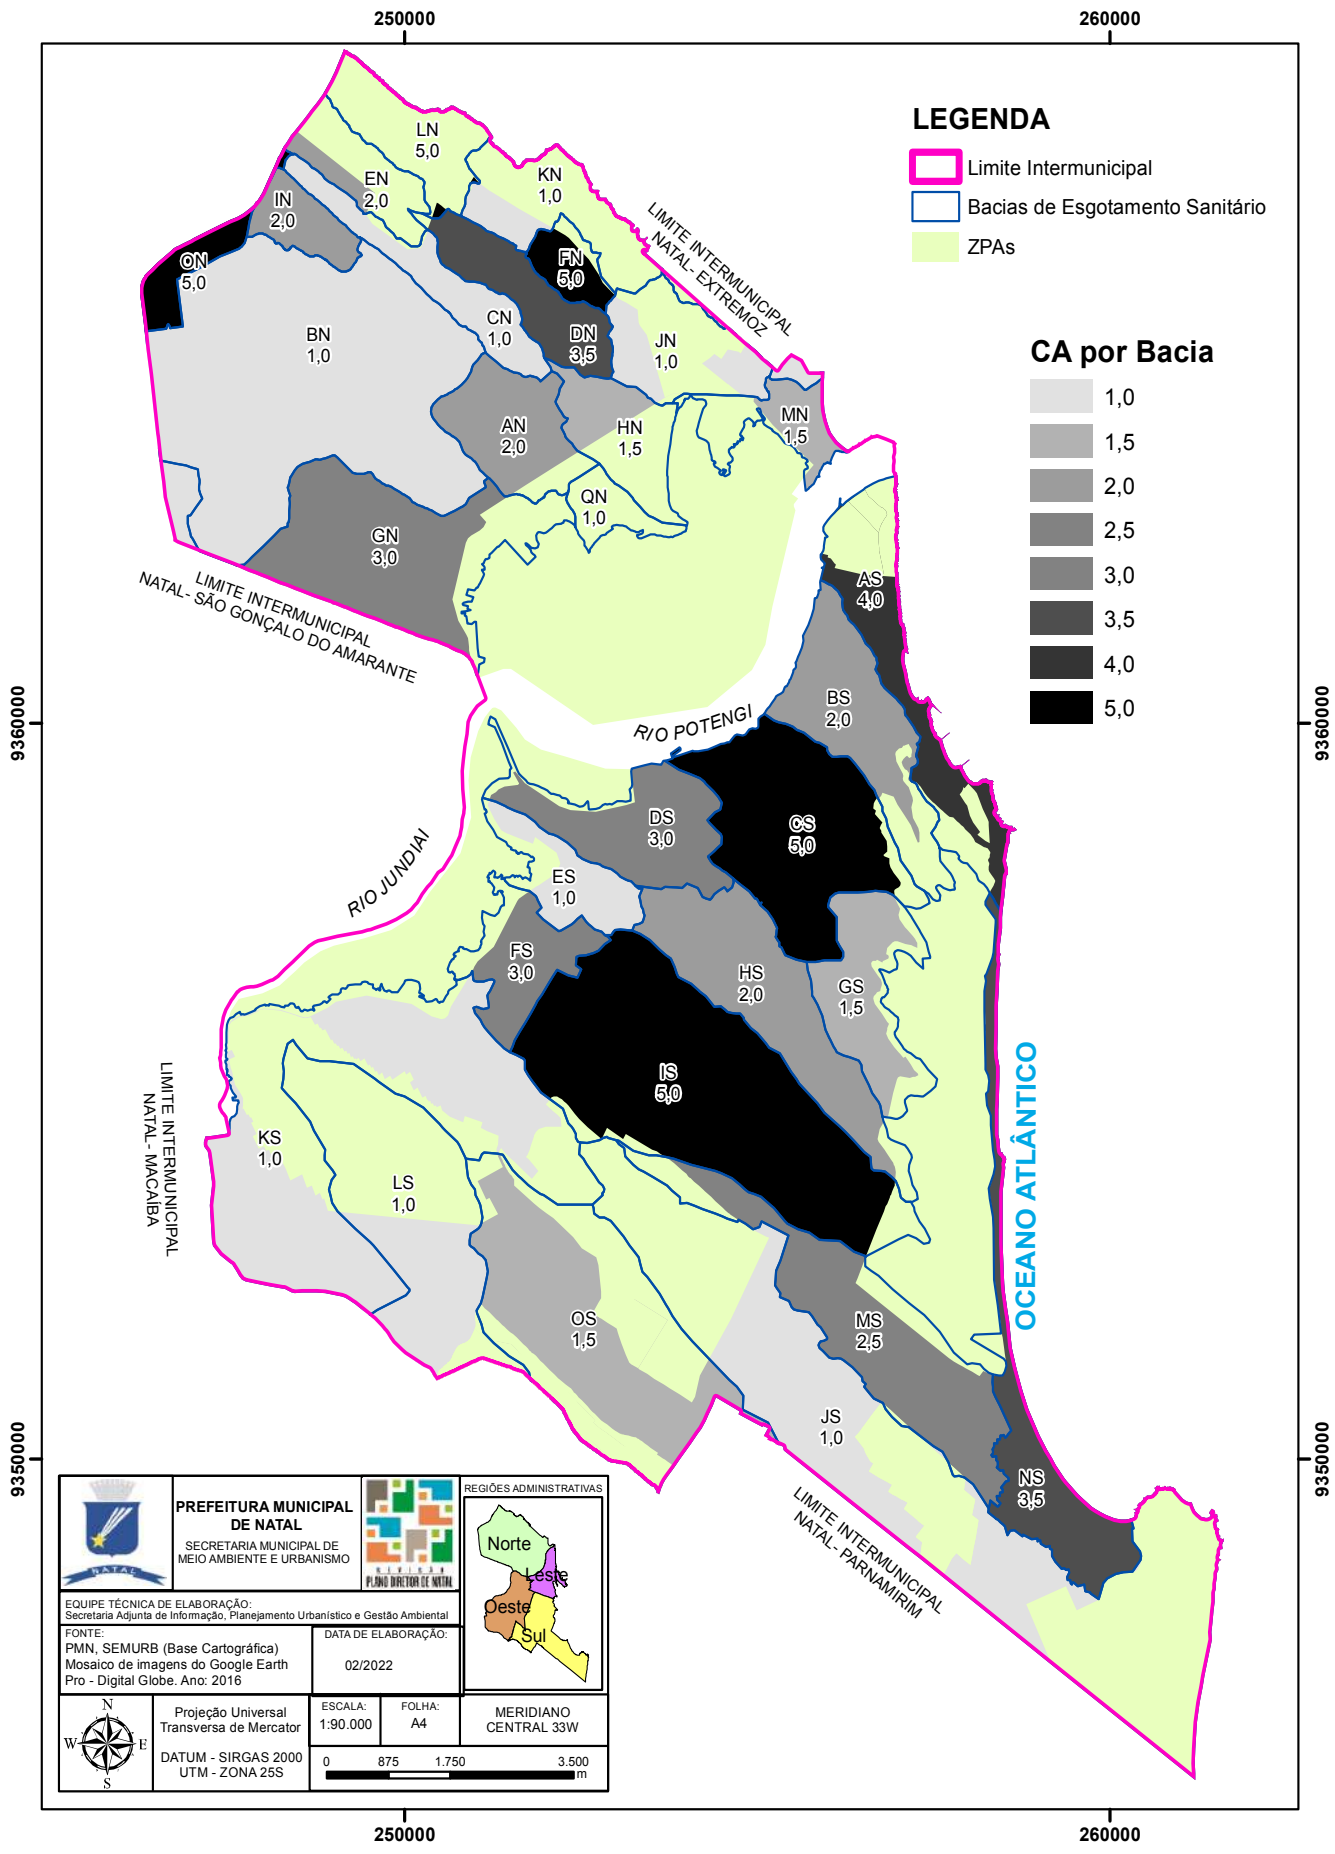 250000
260000
LEGENDA
Limite Intermunicipal
Bacias de Esgotamento Sanitário
ZPAs
CA por Bacia
1,0
1,5
2,0
2,5
3,0
3,5
4,0
5,0
LN
5,0
KN
1,0
EN
2,0
IN
2,0
ON
5,0
FN
5,0
BN
1,0
CN
1,0
DN
3,5
JN
1,0
AN
2,0
HN
1,5
MN
1,5
QN
1,0
GN
3,0
LIMITE INTERMUNICIPAL
NATAL- EXTREMOZ
LIMITE INTERMUNICIPAL
NATAL- SÃO GONÇALO DO AMARANTE
AS
4,0
BS
2,0
RIO POTENGI
9360000
9360000
DS
3,0
CS
5,0
RIO JUNDIAI
ES
1,0
FS
3,0
HS
2,0
GS
1,5
IS
5,0
OCEANO ATLÂNTICO
LIMITE INTERMUNICIPAL
NATAL- MACAÍBA
KS
1,0
LS
1,0
OS
1,5
MS
2,5
JS
1,0
NS
3,5
9350000
9350000
LIMITE INTERMUNICIPAL
NATAL- PARNAMIRIM
NATAL
PREFEITURA MUNICIPAL
DE NATAL
SECRETARIA MUNICIPAL DE
MEIO AMBIENTE E URBANISMO
REVISÃO
PLANO DIRETOR DE NATAL
REGIÕES ADMINISTRATIVAS
Norte
Leste
Oeste
Sul
EQUIPE TÉCNICA DE ELABORAÇÃO:
Secretaria Adjunta de Informação, Planejamento Urbanístico e Gestão Ambiental
FONTE:
PMN, SEMURB (Base Cartográfica)
Mosaico de imagens do Google Earth
Pro - Digital Globe. Ano: 2016
DATA DE ELABORAÇÃO:
02/2022
N
W E
S
Projeção Universal
Transversa de Mercator
DATUM - SIRGAS 2000
UTM - ZONA 25S
ESCALA:
1:90.000
FOLHA:
A4
MERIDIANO
CENTRAL 33W
0 875 1.750 3.500
m
250000
260000